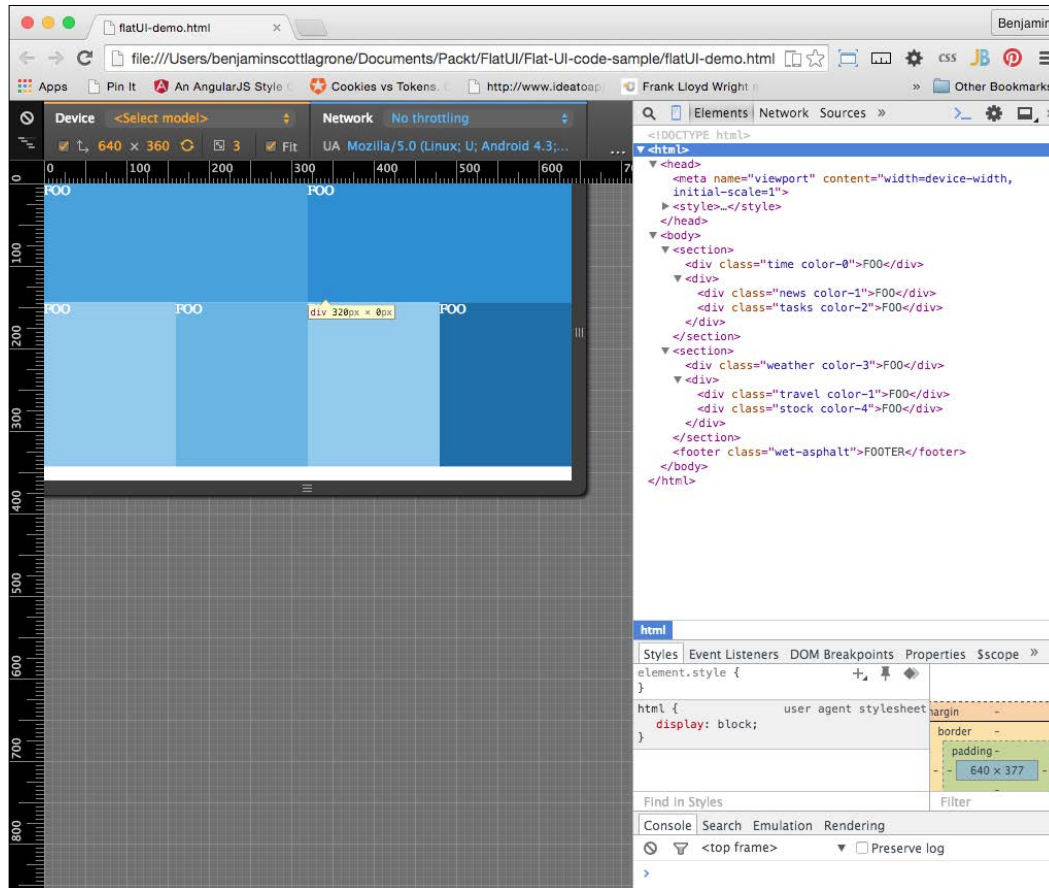 flatUI-demo.html
Benjamin
file:///Users/benjaminscottlagrone/Documents/Packt/FlatUI/Flat-UI-code-sample/flatUI-demo.html
css JB
Apps Pin It An AngularJS Style Cookies vs Tokens. http://www.ideatoap Frank Lloyd Wright » Other Bookmarks
Device <Select model> Network No throttling
640 × 360 3 Fit UA Mozilla/5.0 (Linux; U; Android 4.3;... ...
0 100 200 300 400 500 600 70
0
100
200
300
400
500
600
700
800
FOO FOO
FOO FOO FOO
div 320px × 0px
Elements Network Sources »
<!DOCTYPE html>
▼<html>
▼<head>
<meta name="viewport" content="width=device-width,
initial-scale=1">
▶<style>…</style>
</head>
▼<body>
▼<section>
<div class="time color-0">FOO</div>
▼<div>
<div class="news color-1">FOO</div>
<div class="tasks color-2">FOO</div>
</div>
</section>
▼<section>
<div class="weather color-3">FOO</div>
▼<div>
<div class="travel color-1">FOO</div>
<div class="stock color-4">FOO</div>
</div>
</section>
<footer class="wet-asphalt">FOOTER</footer>
</body>
</html>
html
Styles Event Listeners DOM Breakpoints Properties $scope »
element.style {
}
html { user agent stylesheet
display: block;
}
margin -
border -
padding -
- - 640 × 377 -
-
Find in Styles Filter
Console Search Emulation Rendering
<top frame> ▼ Preserve log
>